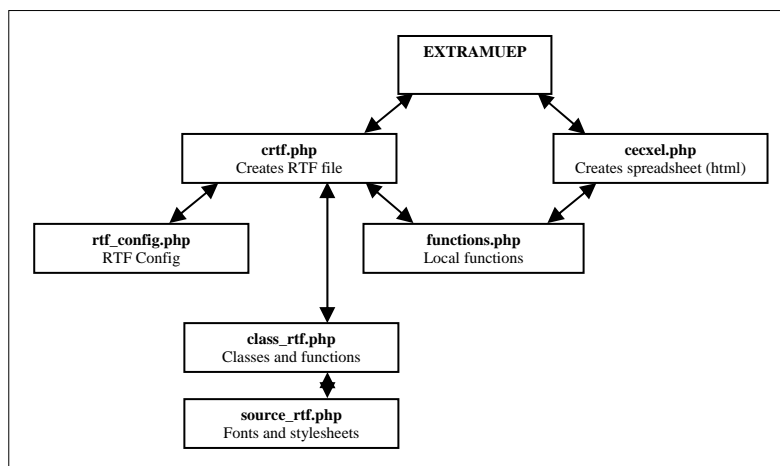 EXTRAMUEP
crtf.php
Creates RTF file
cecxel.php
Creates spreadsheet (html)
rtf_config.php
RTF Config
functions.php
Local functions
class_rtf.php
Classes and functions
source_rtf.php
Fonts and stylesheets